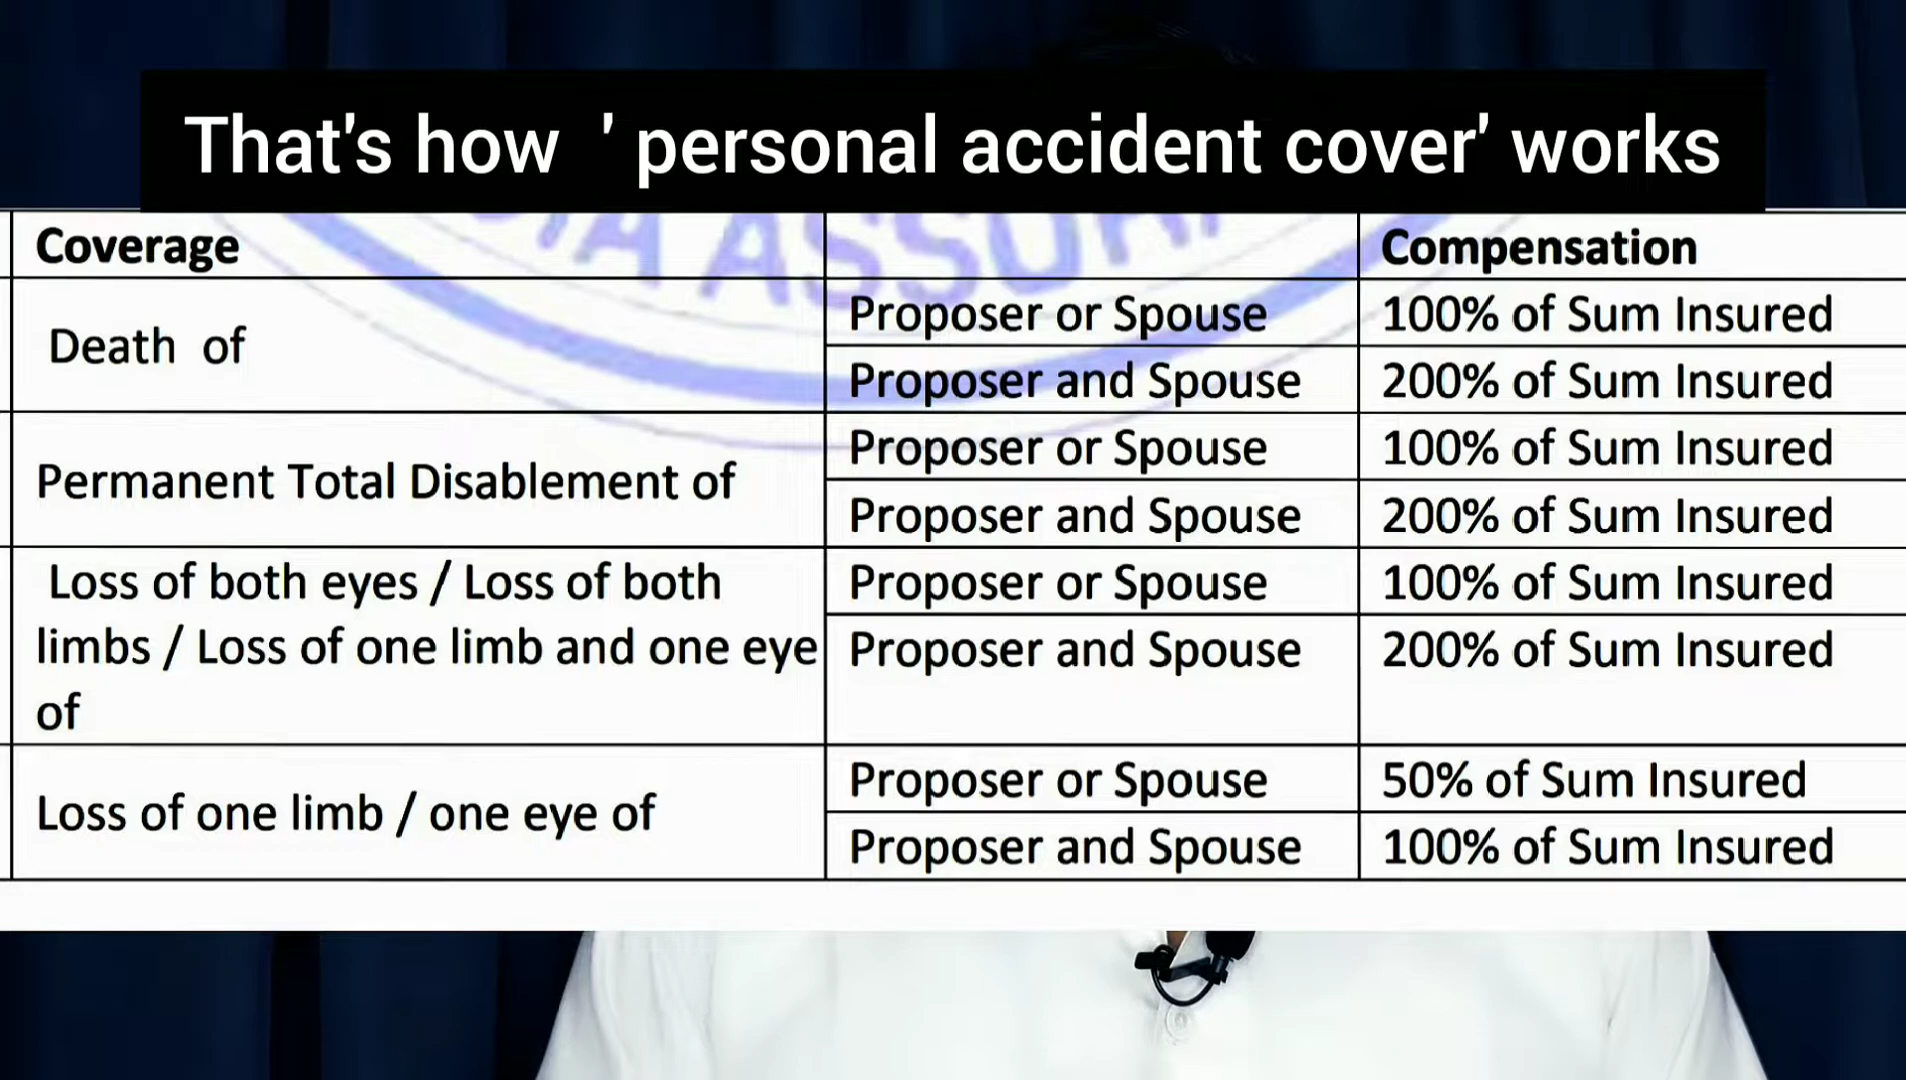 That's how ' personal accident cover' works
Coverage
Compensation
Death of
Proposer or Spouse
100% of Sum Insured
Proposer and Spouse
200% of Sum Insured
Permanent Total Disablement of
Proposer or Spouse
100% of Sum Insured
Proposer and Spouse
200% of Sum Insured
Loss of both eyes / Loss of both
limbs / Loss of one limb and one eye
of
Proposer or Spouse
100% of Sum Insured
Proposer and Spouse
200% of Sum Insured
Loss of one limb / one eye of
Proposer or Spouse
50% of Sum Insured
Proposer and Spouse
100% of Sum Insured